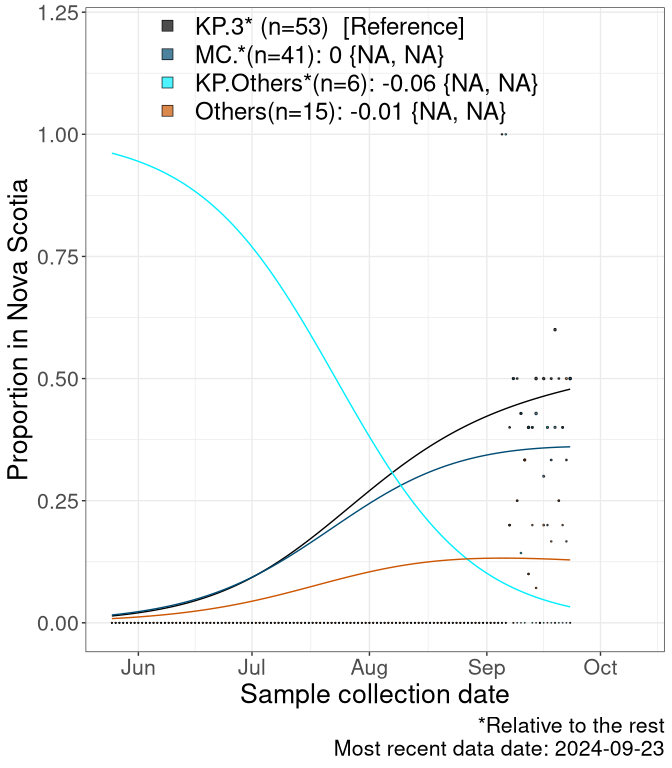 KP.3* (n=53)  [Reference]
MC.*(n=41): 0 {NA, NA}
KP.Others*(n=6): -0.06 {NA, NA}
Others(n=15): -0.01 {NA, NA}
1.25
1.00
0.75
0.50
0.25
0.00
Proportion in Nova Scotia
Jun Jul Aug Sep Oct
Sample collection date
*Relative to the rest
Most recent data date: 2024-09-23